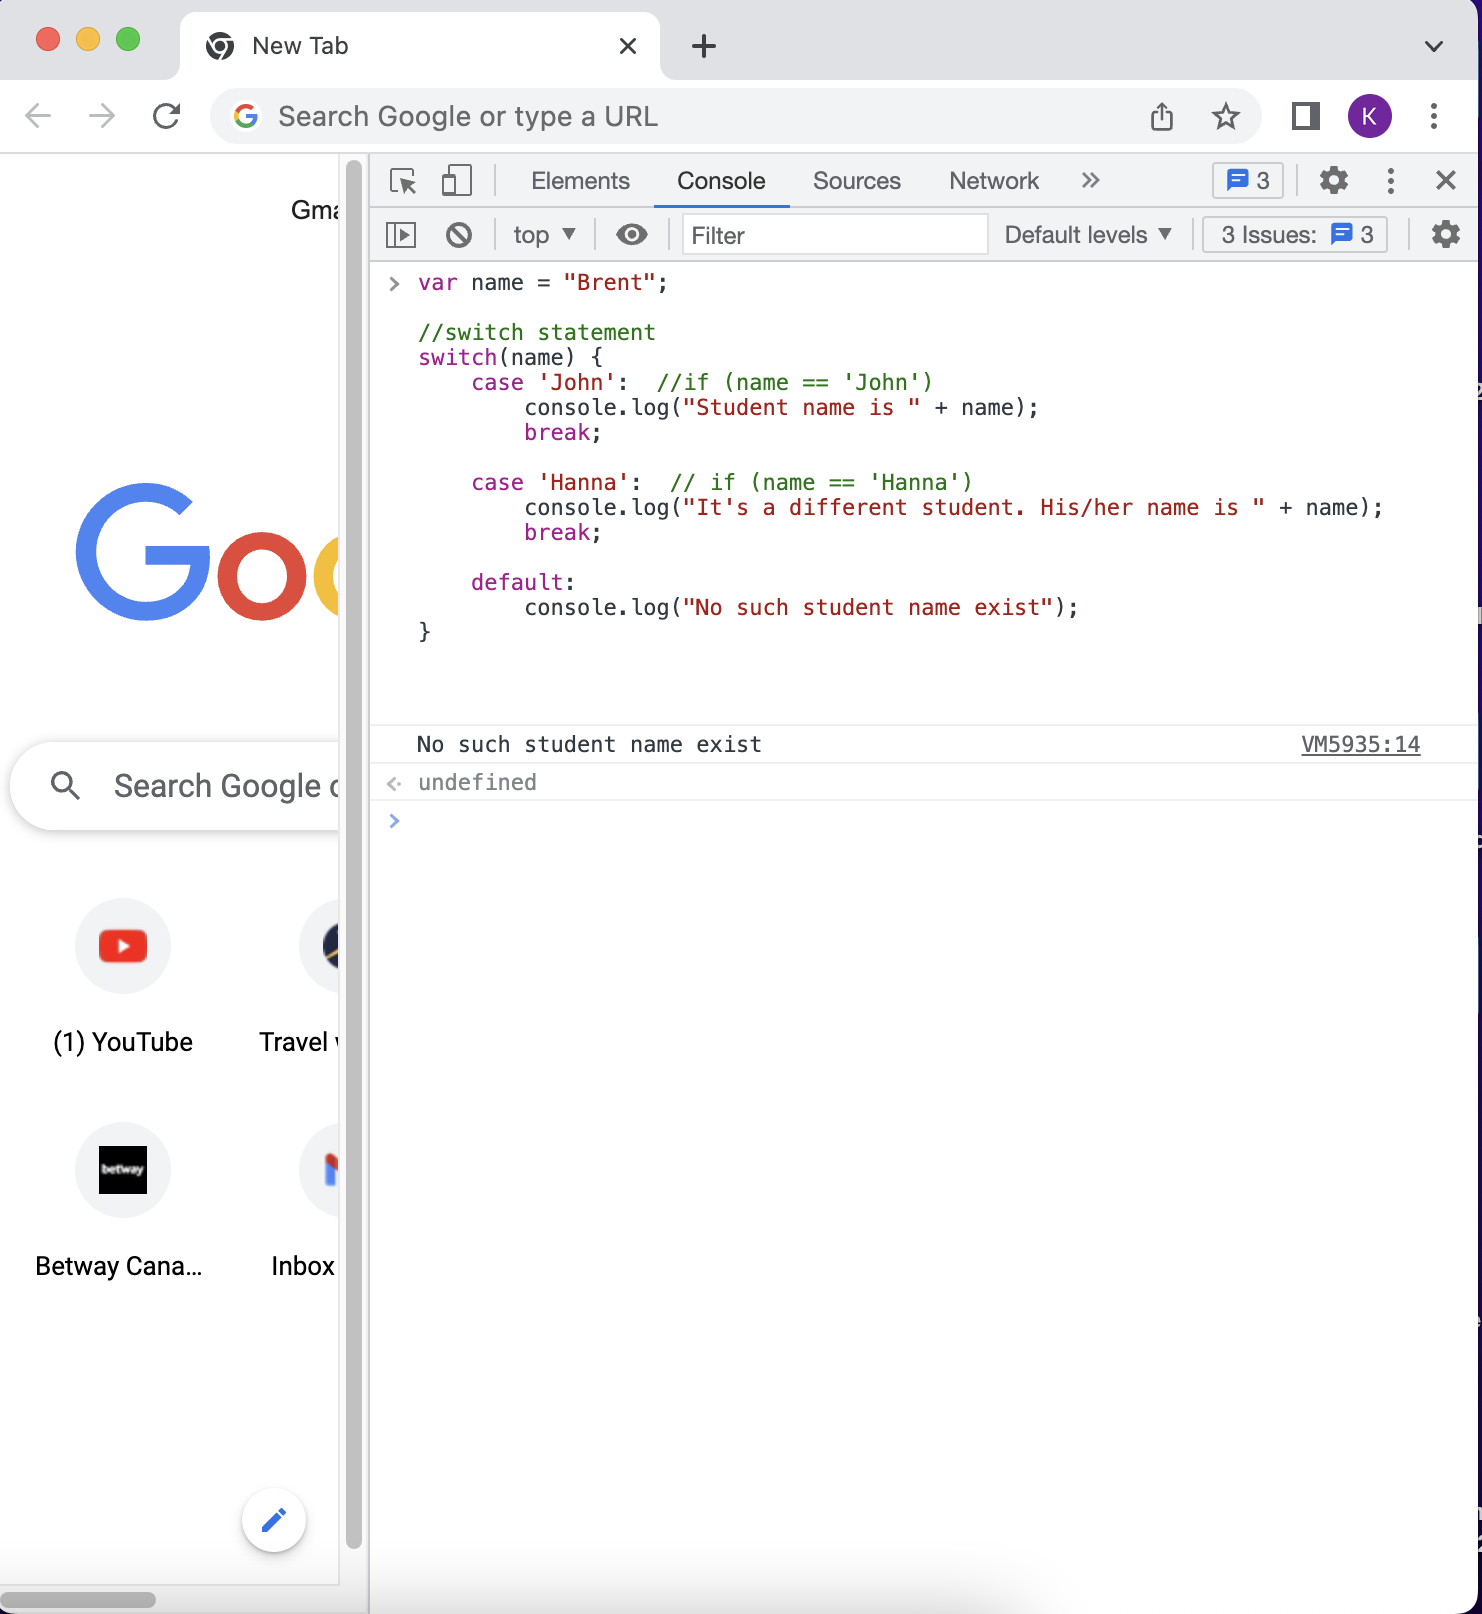 New Tab
Search Google or type a URL
K
Gma
Elements Console Sources Network 3
top Filter Default levels 3 Issues: 3
var name = "Brent";
//switch statement
switch(name) {
    case 'John':  //if (name == 'John')
        console.log("Student name is " + name);
        break;
    case 'Hanna':  // if (name == 'Hanna')
        console.log("It's a different student. His/her name is " + name);
        break;
    default:
        console.log("No such student name exist");
}
No such student name exist VM5935:14
undefined
Goo
Search Google o
(1) YouTube Travel
betway
Betway Cana... Inbox